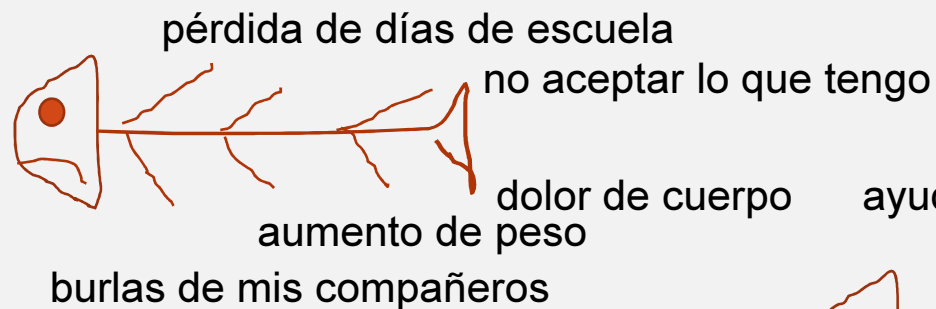 pérdida de días de escuela
no aceptar lo que tengo
dolor de cuerpo
aumento de peso
burlas de mis compañeros